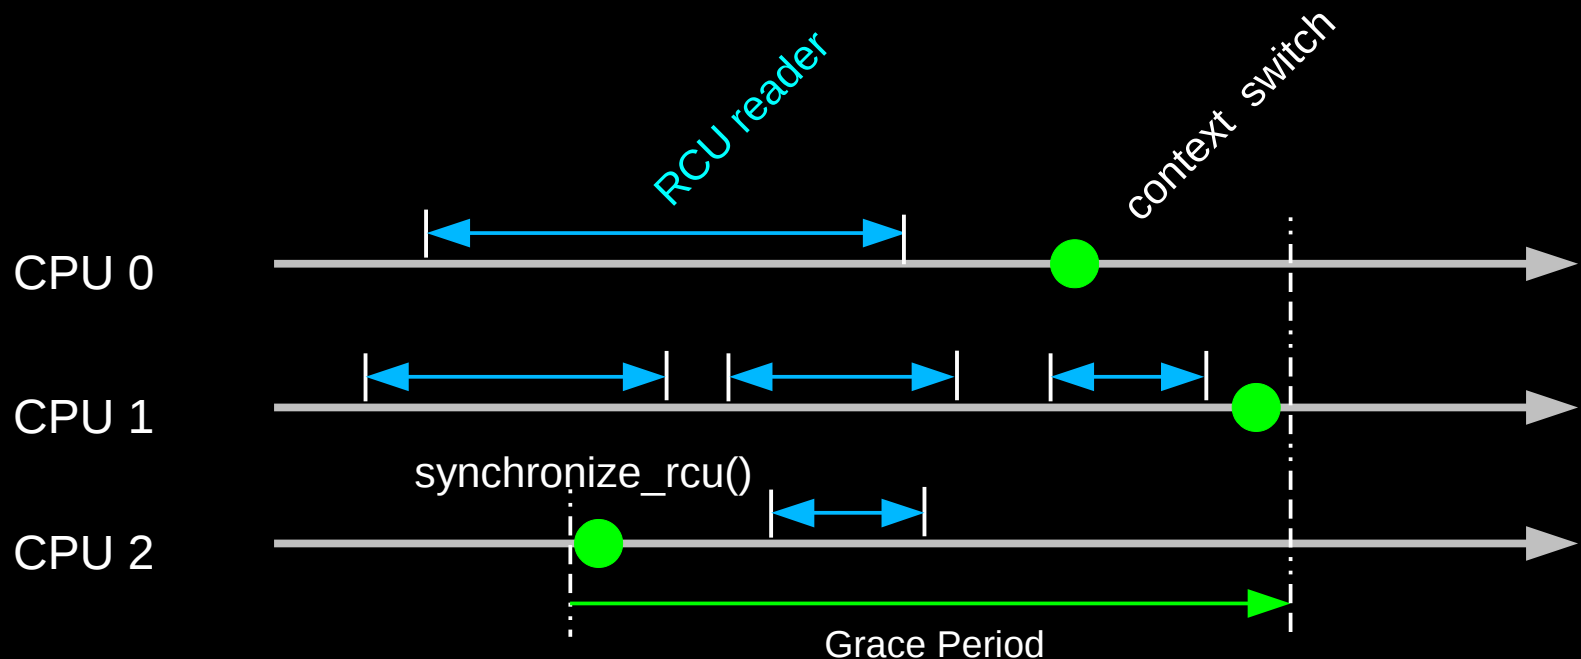 RCU reader
context switch
CPU 0
CPU 1
synchronize_rcu()
CPU 2
Grace Period